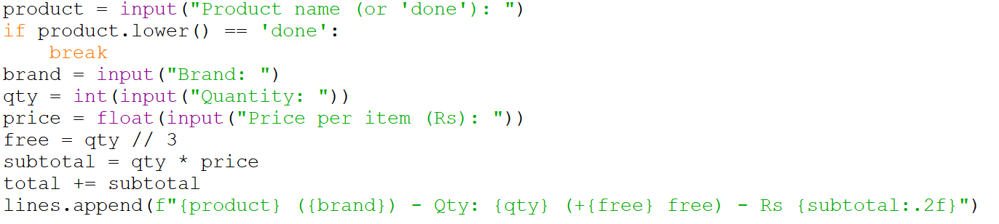 product = input("Product name (or 'done'): ")
if product.lower() == 'done':
    break
brand = input("Brand: ")
qty = int(input("Quantity: "))
price = float(input("Price per item (Rs): "))
free = qty // 3
subtotal = qty * price
total += subtotal
lines.append(f"{product} ({brand}) - Qty: {qty} (+{free} free) - Rs {subtotal:.2f}")